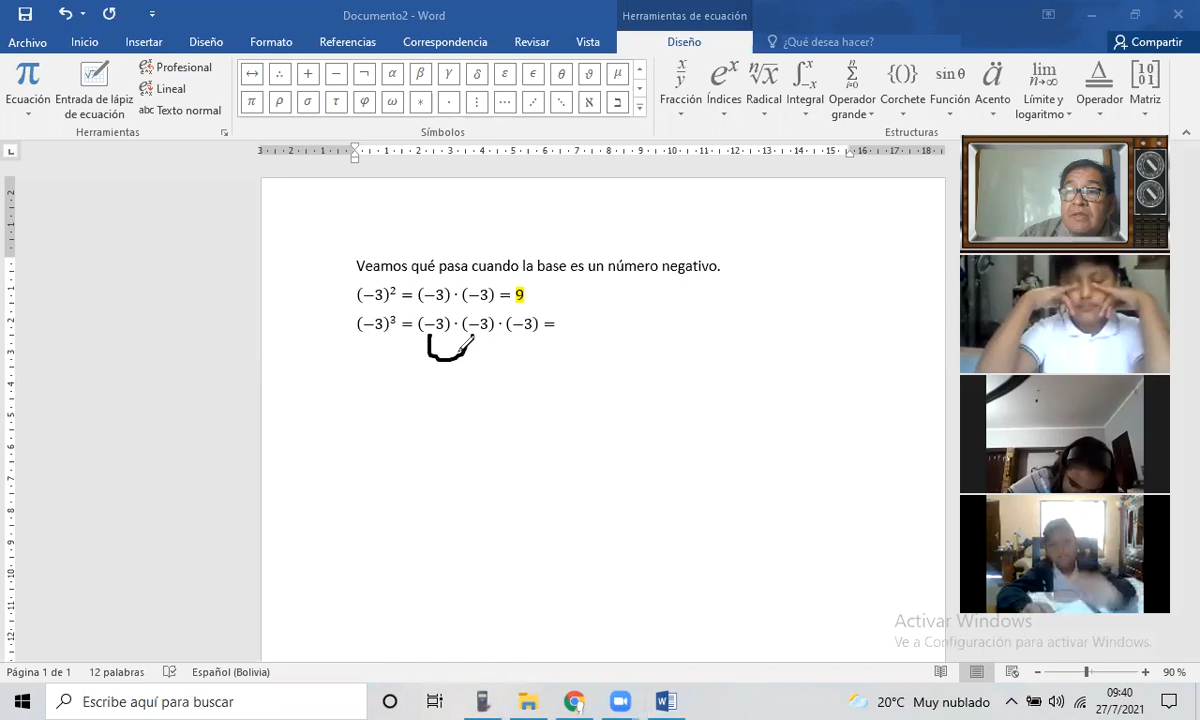 Documento2 - Word
Herramientas de ecuación
Archivo Inicio Insertar Diseño Formato Referencias Correspondencia Revisar Vista Diseño ¿Qué desea hacer? Compartir
Ecuación
Entrada de lápiz de ecuación
Profesional
Lineal
abc Texto normal
Herramientas
↔ ∴ + − ¬ α β γ δ ε ϵ θ ϑ μ
π ρ σ τ φ ω ∗ ∙ ⋮ ⋯ ⋰ ⋱ ℵ ℶ
Símbolos
Fracción Índices Radical Integral Operador grande Corchete Función Acento Límite y logaritmo Operador Matriz
Estructuras
Veamos qué pasa cuando la base es un número negativo.
(−3)² = (−3) · (−3) = 9
(−3)³ = (−3) · (−3) · (−3) =
Activar Windows
Ve a Configuración para activar Windows.
Página 1 de 1 12 palabras Español (Bolivia) 90 %
Escribe aquí para buscar
20°C Muy nublado
09:40
27/7/2021